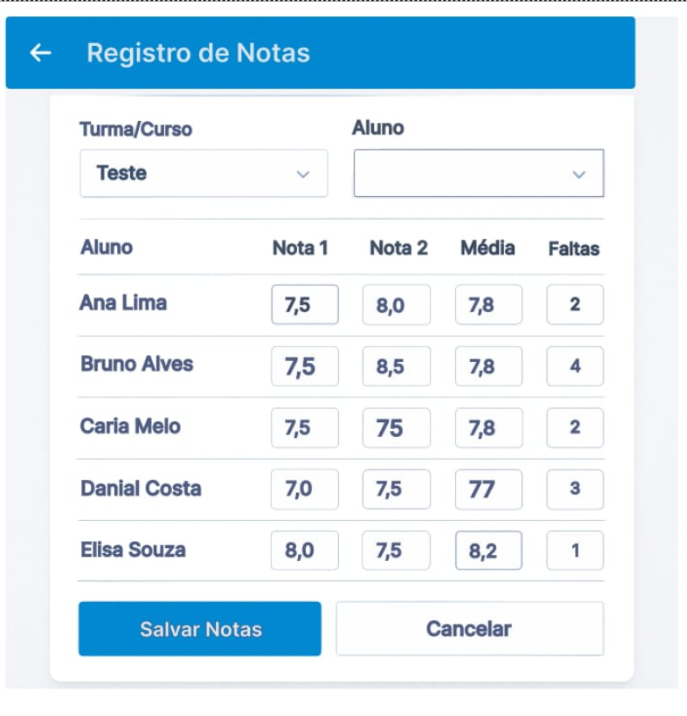 Registro de Notas
Turma/Curso Aluno
Teste
Aluno Nota 1 Nota 2 Média Faltas
Ana Lima 7,5 8,0 7,8 2
Bruno Alves 7,5 8,5 7,8 4
Caria Melo 7,5 75 7,8 2
Danial Costa 7,0 7,5 77 3
Elisa Souza 8,0 7,5 8,2 1
Salvar Notas Cancelar